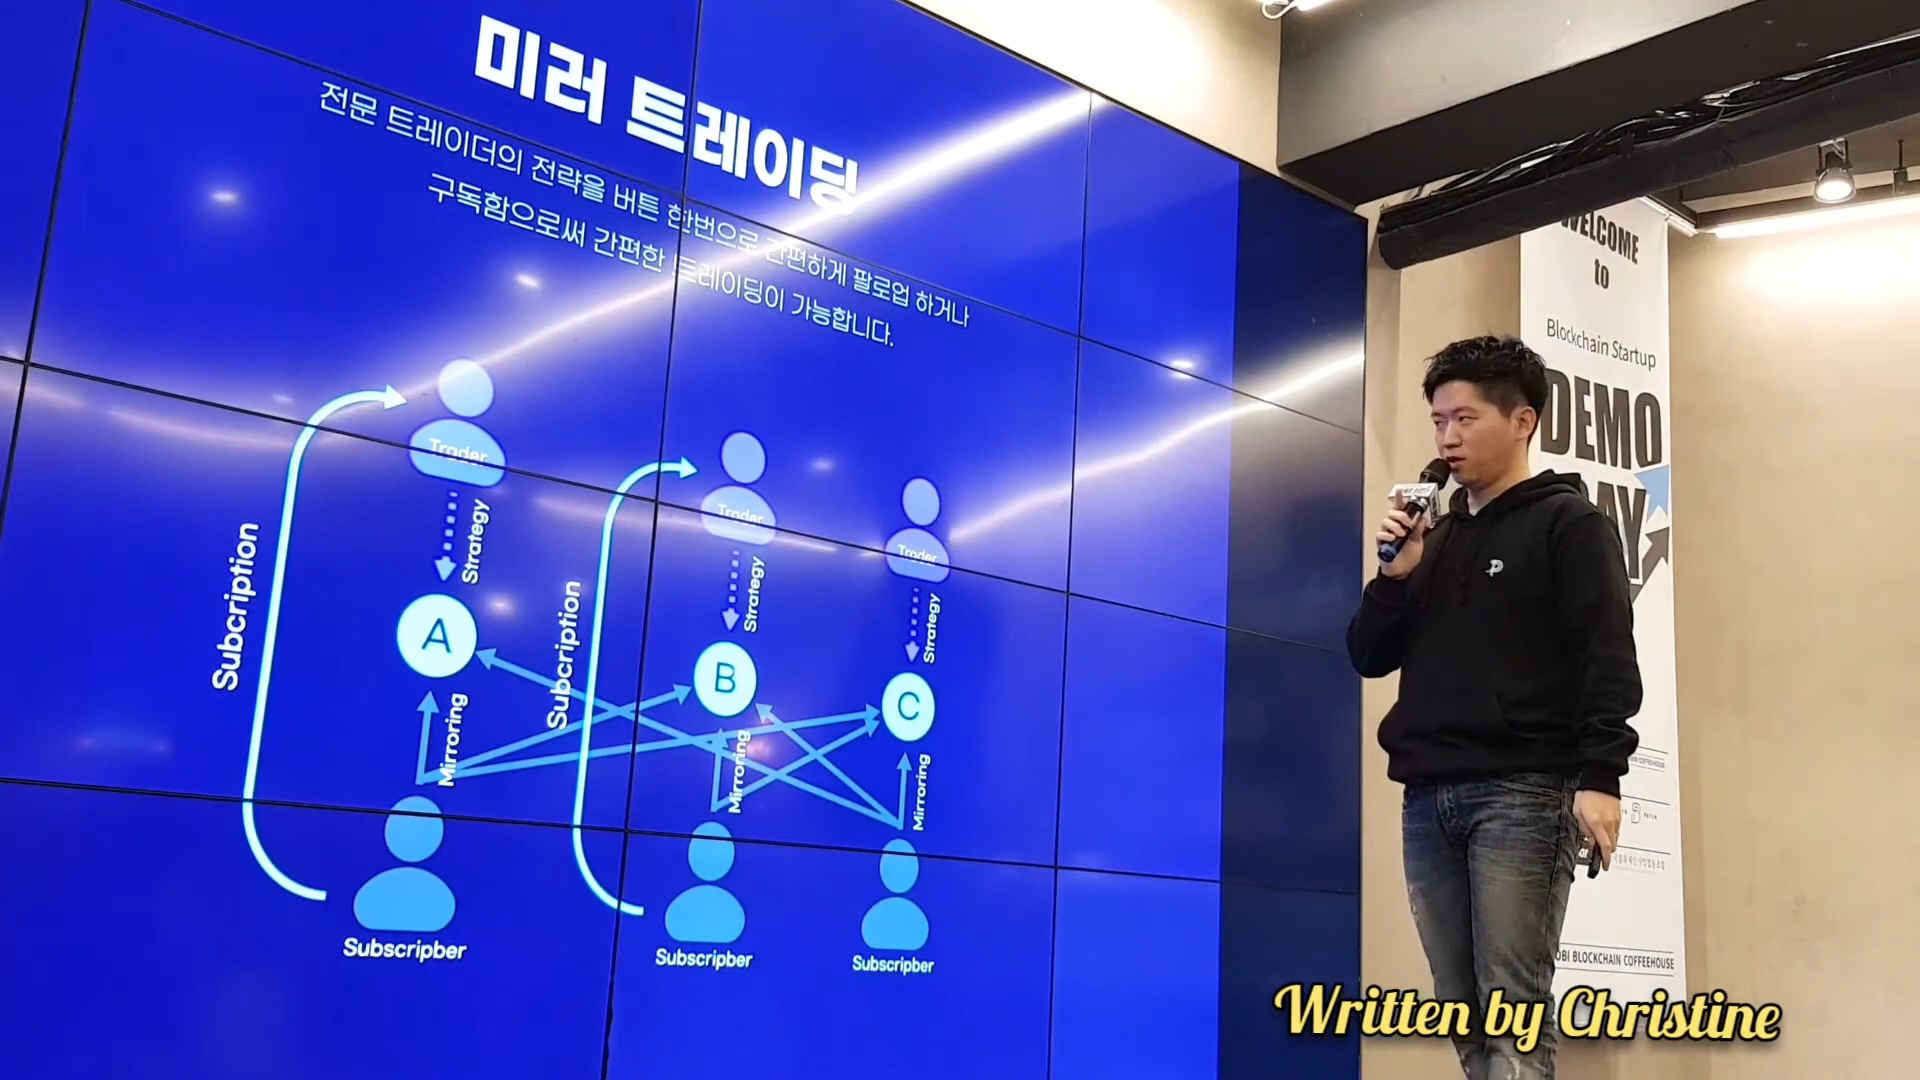 미러 트레이딩
전문 트레이더의 전략을 버튼 한번으로 간편하게 팔로업 하거나
구독함으로써 간편한 트레이딩이 가능합니다.
Trader
Trader
Trader
Strategy
Strategy
Strategy
Subcription
Subcription
A
B
C
Mirroring
Mirroring
Mirroring
Subscripber
Subscripber
Subscripber
WELCOME
to
Blockchain Startup
DEMO
AY
OBI BLOCKCHAIN COFFEEHOUSE
Written by Christine